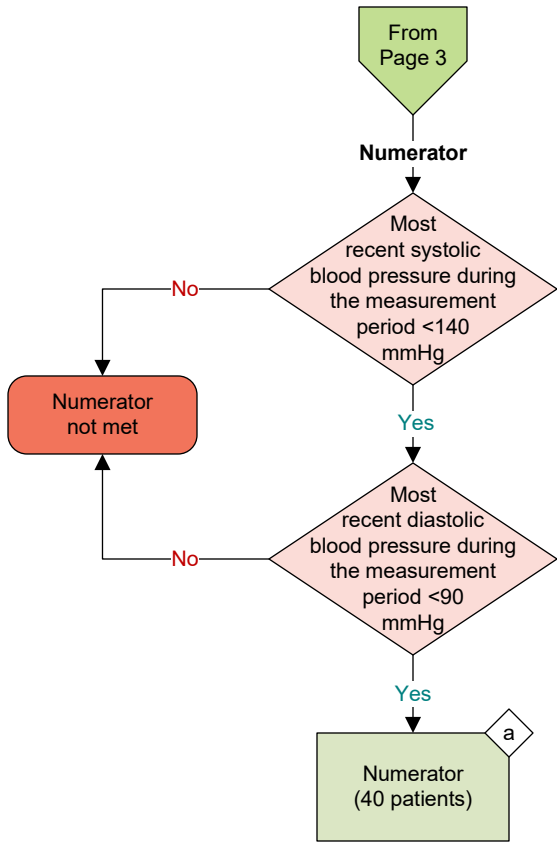 From
Page 3
Numerator
Most
recent systolic
blood pressure during
the measurement
period <140
mmHg
No
Numerator
not met
Yes
Most
recent diastolic
blood pressure during
the measurement
period <90
mmHg
No
Yes
a
Numerator
(40 patients)